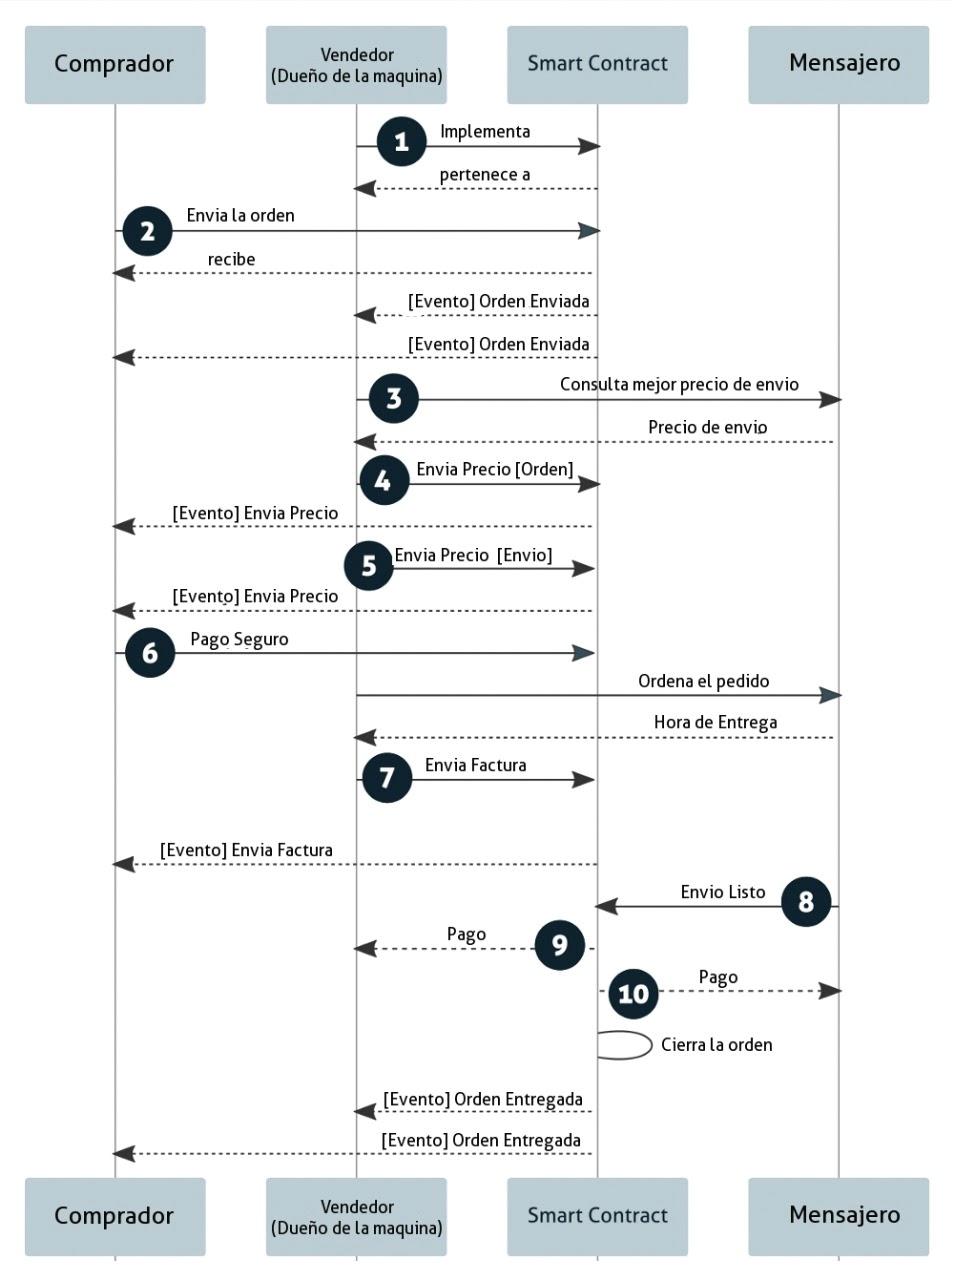 Comprador
Vendedor
(Dueño de la maquina)
Smart Contract
Mensajero
1
Implementa
pertenece a
2
Envia la orden
recibe
[Evento] Orden Enviada
[Evento] Orden Enviada
3
Consulta mejor precio de envio
Precio de envio
4
Envia Precio [Orden]
[Evento] Envia Precio
5
Envia Precio [Envio]
[Evento] Envia Precio
6
Pago Seguro
Ordena el pedido
Hora de Entrega
7
Envia Factura
[Evento] Envia Factura
Envio Listo
8
Pago
9
10
Pago
Cierra la orden
[Evento] Orden Entregada
[Evento] Orden Entregada
Comprador
Vendedor
(Dueño de la maquina)
Smart Contract
Mensajero